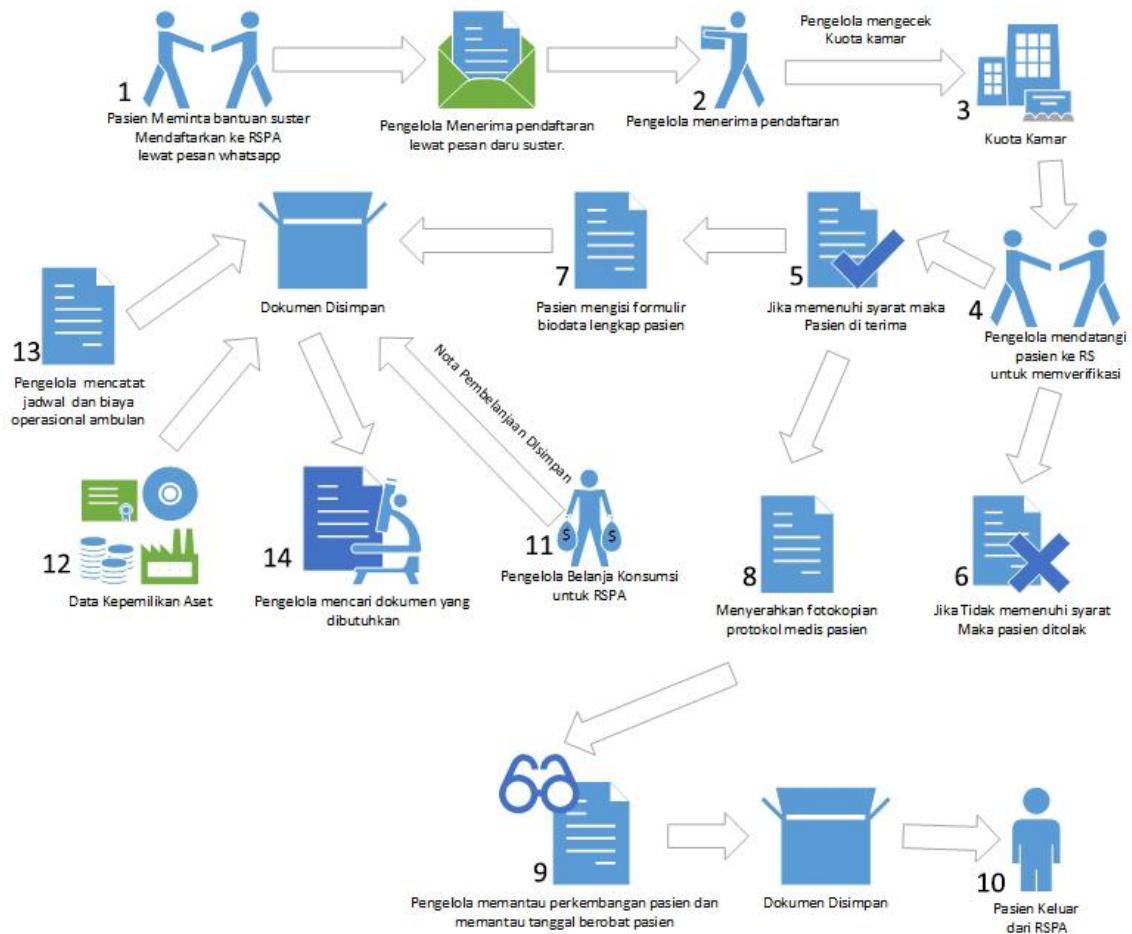 Pengelola mengecek
Kuota kamar
1
Pasien Meminta bantuan suster
Mendaftarkan ke RSPA
lewat pesan whatsapp
Pengelola Menerima pendaftaran
lewat pesan daru suster.
2
Pengelola menerima pendaftaran
3
Kuota Kamar
Dokumen Disimpan
7
Pasien mengisi formulir
biodata lengkap pasien
5
Jika memenuhi syarat maka
Pasien di terima
4
Pengelola mendatangi
pasien ke RS
untuk memverifikasi
13
Pengelola mencatat
jadwal dan biaya
operasional ambulan
Nota Pembelanjaan DIsimpan
12
Data Kepemilikan Aset
14
Pengelola mencari dokumen yang
dibutuhkan
$ $
11
Pengelola Belanja Konsumsi
untuk RSPA
8
Menyerahkan fotokopian
protokol medis pasien
6
Jika Tidak memenuhi syarat
Maka pasien ditolak
9
Pengelola memantau perkembangan pasien dan
memantau tanggal berobat pasien
Dokumen Disimpan
10
Pasien Keluar
dari RSPA